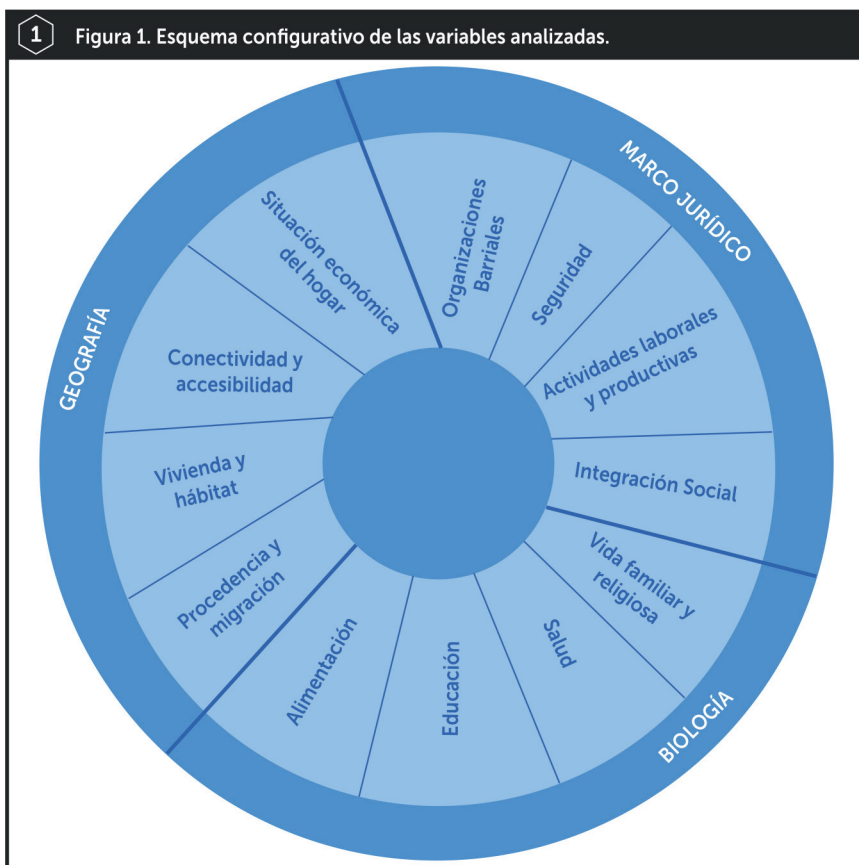 1
Figura 1. Esquema configurativo de las variables analizadas.
MARCO JURÍDICO
Organizaciones
Barriales
Seguridad
Actividades laborales
y productivas
Integración Social
BIOLOGÍA
Vida familiar y
religiosa
Salud
Educación
Alimentación
GEOGRAFÍA
Procedencia y
migración
Vivienda y
hábitat
Conectividad y
accesibilidad
Situación económica
del hogar